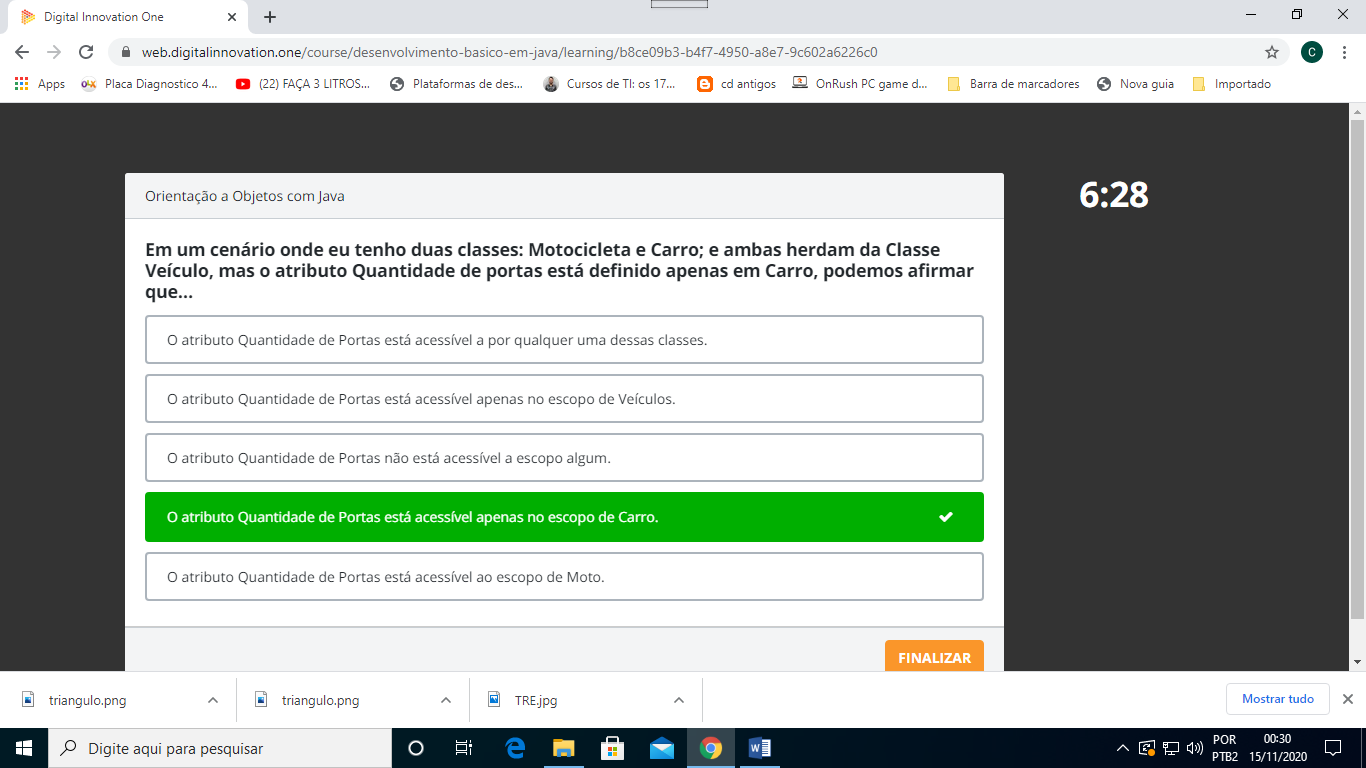 Digital Innovation One
web.digitalinnovation.one/course/desenvolvimento-basico-em-java/learning/b8ce09b3-b4f7-4950-a8e7-9c602a6226c0
C
Apps
OLX
Placa Diagnostico 4...
(22) FAÇA 3 LITROS...
Plataformas de des...
Cursos de TI: os 17...
cd antigos
OnRush PC game d...
Barra de marcadores
Nova guia
Importado
Orientação a Objetos com Java
6:28
Em um cenário onde eu tenho duas classes: Motocicleta e Carro; e ambas herdam da Classe
Veículo, mas o atributo Quantidade de portas está definido apenas em Carro, podemos afirmar
que...
O atributo Quantidade de Portas está acessível a por qualquer uma dessas classes.
O atributo Quantidade de Portas está acessível apenas no escopo de Veículos.
O atributo Quantidade de Portas não está acessível a escopo algum.
O atributo Quantidade de Portas está acessível apenas no escopo de Carro.
O atributo Quantidade de Portas está acessível ao escopo de Moto.
FINALIZAR
triangulo.png
triangulo.png
TRE.jpg
Mostrar tudo
Digite aqui para pesquisar
POR
PTB2
00:30
15/11/2020